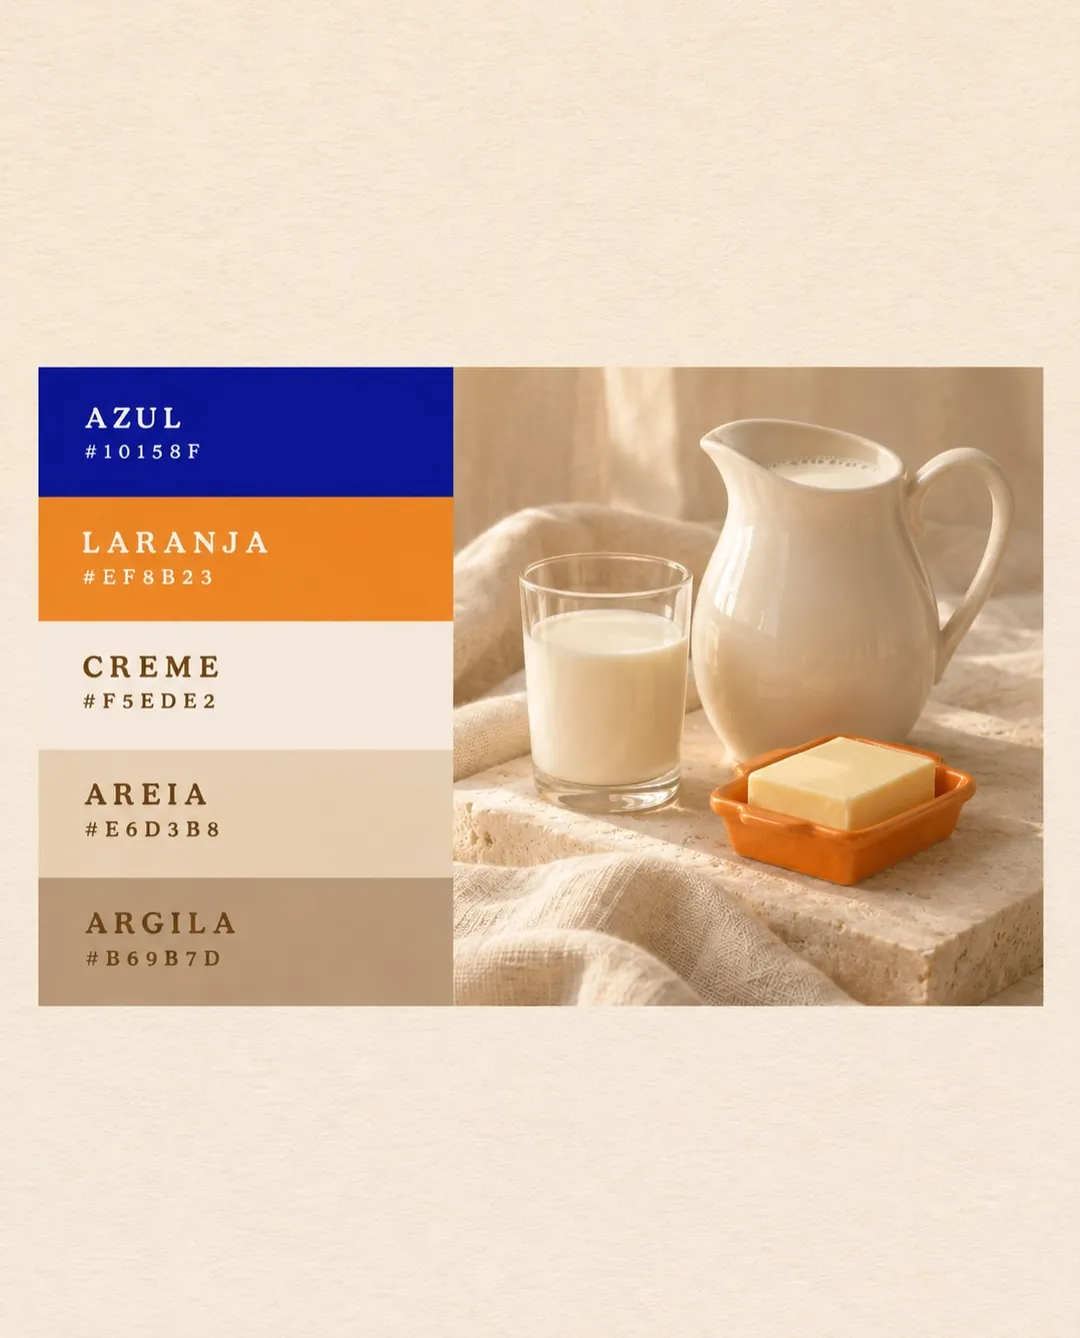 AZUL
#10158F
LARANJA
#EF8B23
CREME
#F5EDE2
AREIA
#E6D3B8
ARGILA
#B69B7D